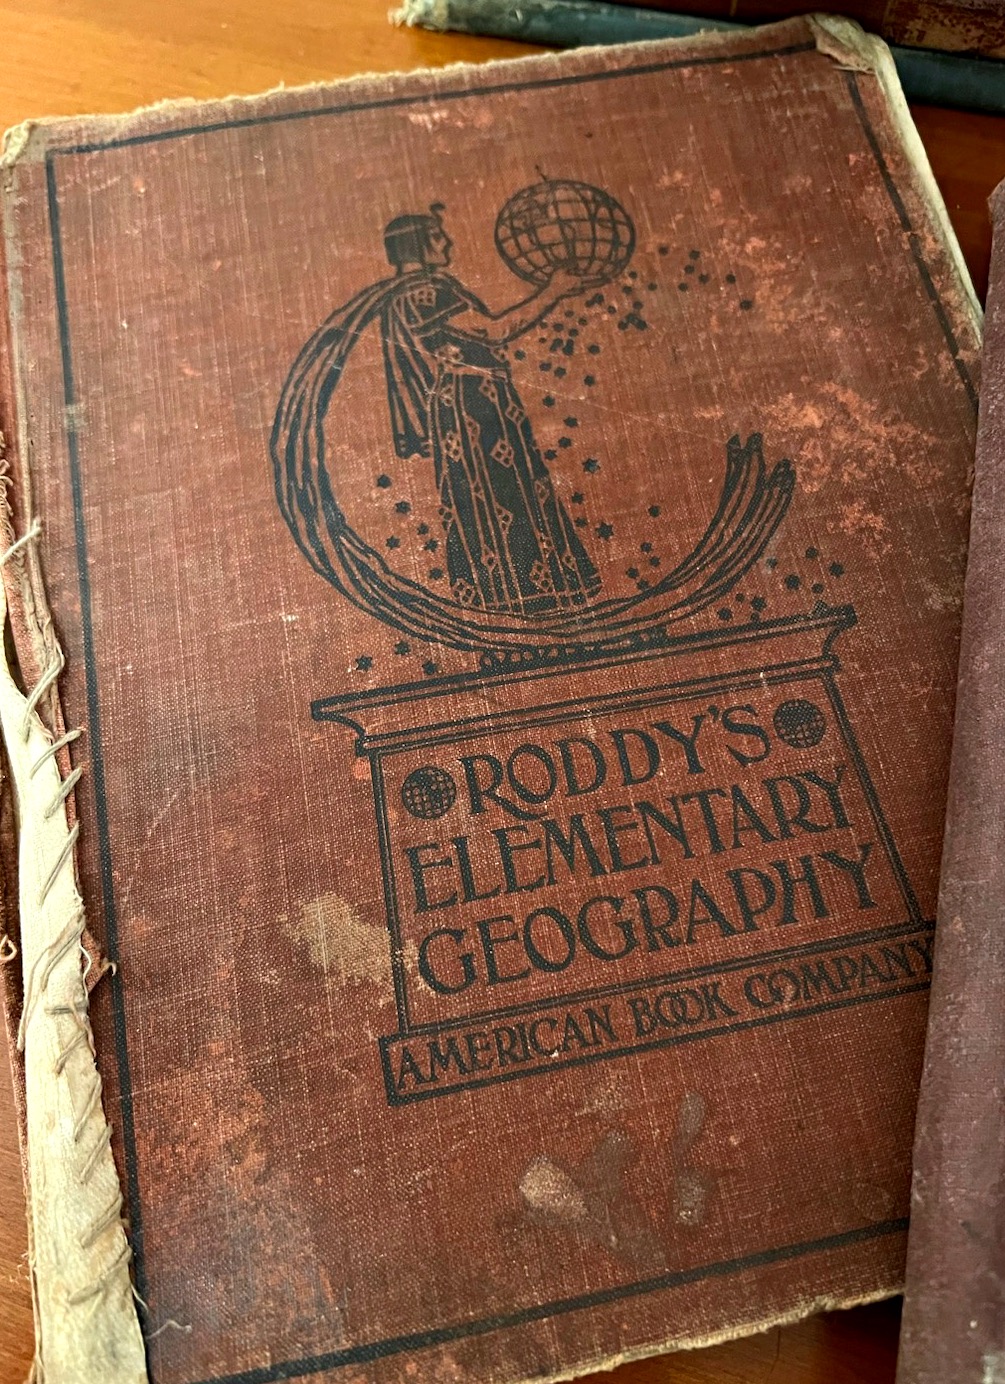 RODDY'S
ELEMENTARY
GEOGRAPHY
AMERICAN BOOK COMPANY